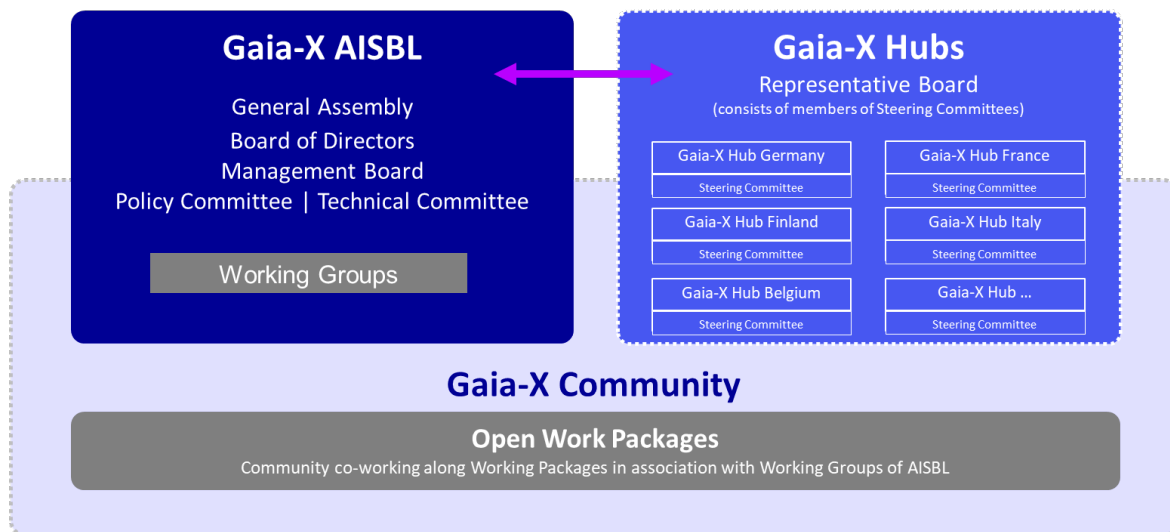 Gaia-X AISBL
General Assembly
Board of Directors
Management Board
Policy Committee | Technical Committee
Working Groups
Gaia-X Hubs
Representative Board
(consists of members of Steering Committees)
Gaia-X Hub Germany
Steering Committee
Gaia-X Hub France
Steering Committee
Gaia-X Hub Finland
Steering Committee
Gaia-X Hub Italy
Steering Committee
Gaia-X Hub Belgium
Steering Committee
Gaia-X Hub ...
Steering Committee
Gaia-X Community
Open Work Packages
Community co-working along Working Packages in association with Working Groups of AISBL